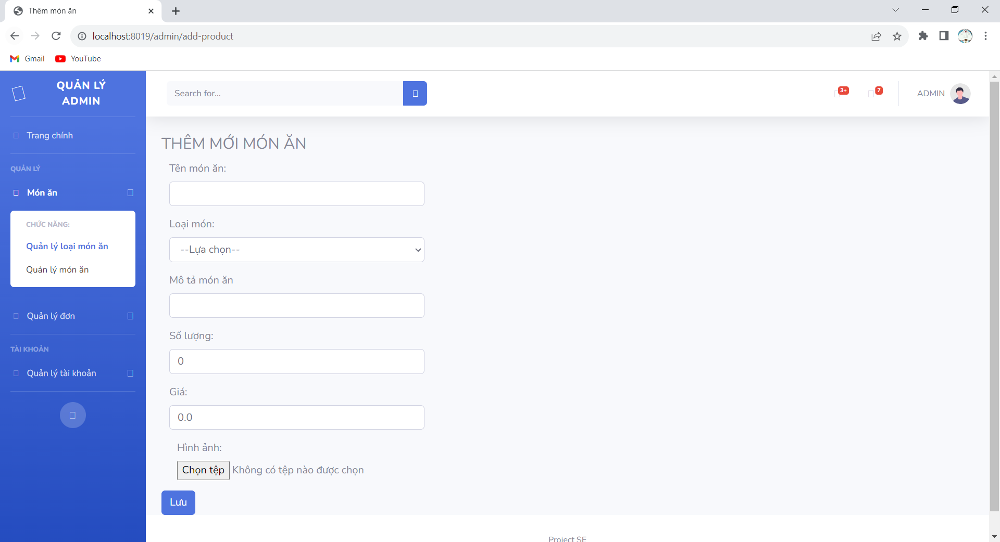 Thêm món ăn
localhost:8019/admin/add-product
Gmail
YouTube
QUẢN LÝ
ADMIN
Trang chính
QUẢN LÝ
Món ăn
CHỨC NĂNG:
Quản lý loại món ăn
Quản lý món ăn
Quản lý đơn
TÀI KHOẢN
Quản lý tài khoản
Search for...
3+
7
ADMIN
THÊM MỚI MÓN ĂN
Tên món ăn:
Loại món:
--Lựa chọn--
Mô tả món ăn
Số lượng:
0
Giá:
0.0
Hình ảnh:
Chọn tệp Không có tệp nào được chọn
Lưu
Project SE